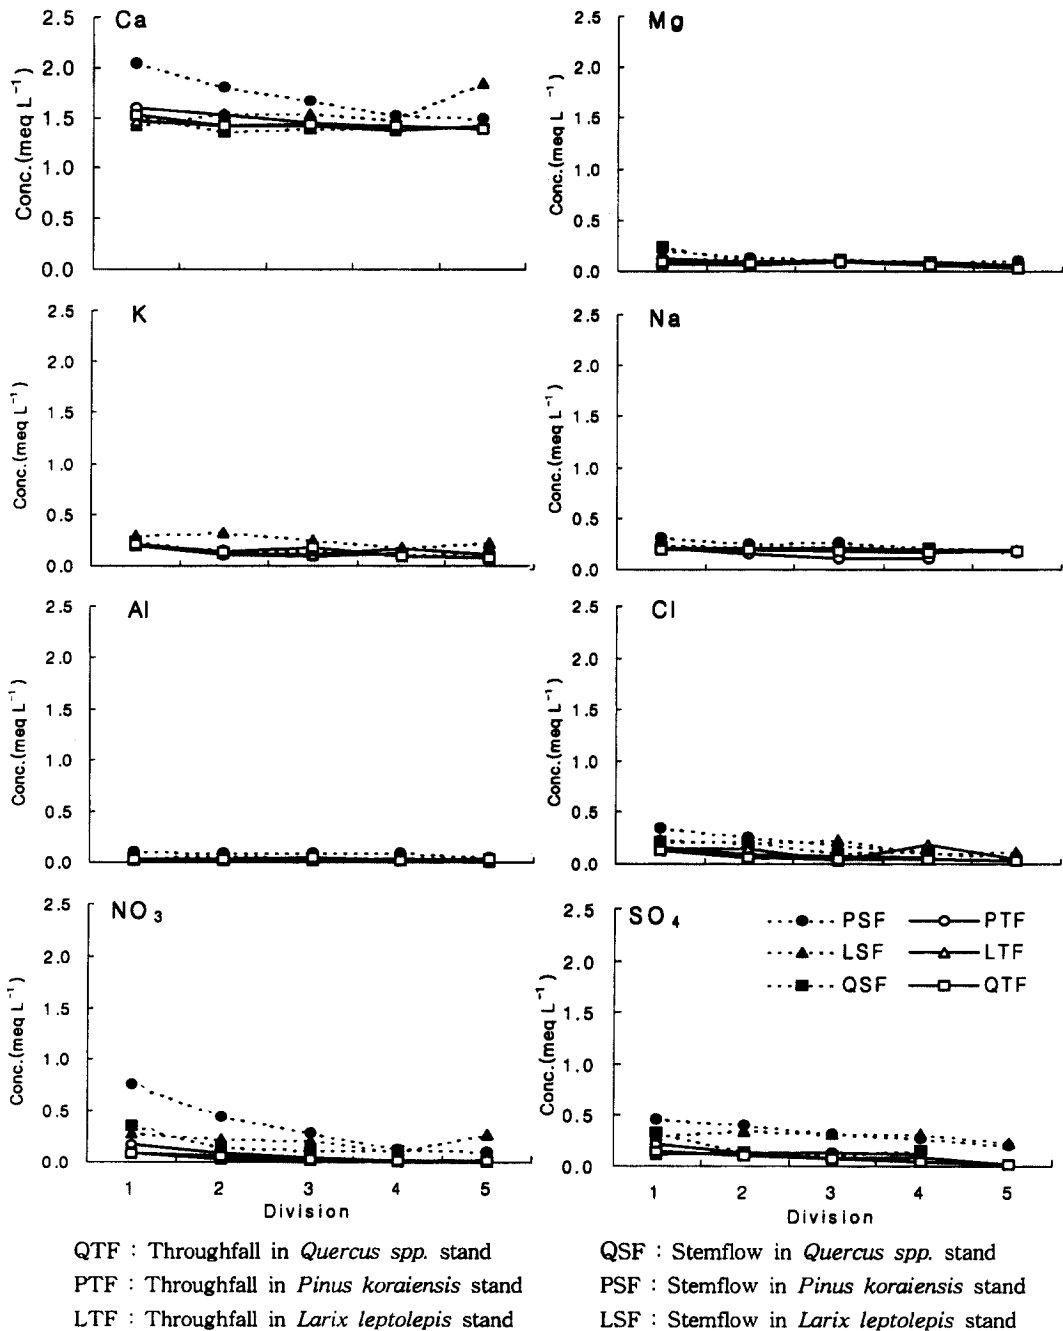 Ca
Conc.(meq L⁻¹)
2.5
2.0
1.5
1.0
0.5
0.0
Mg
Conc.(meq L⁻¹)
2.5
2.0
1.5
1.0
0.5
0.0
K
Conc.(meq L⁻¹)
2.5
2.0
1.5
1.0
0.5
0.0
Na
Conc.(meq L⁻¹)
2.5
2.0
1.5
1.0
0.5
0.0
Al
Conc.(meq L⁻¹)
2.5
2.0
1.5
1.0
0.5
0.0
Cl
Conc.(meq L⁻¹)
2.5
2.0
1.5
1.0
0.5
0.0
NO₃
Conc.(meq L⁻¹)
2.5
2.0
1.5
1.0
0.5
0.0
1 2 3 4 5
Division
SO₄
PSF PTF
LSF LTF
QSF QTF
Conc.(meq L⁻¹)
2.5
2.0
1.5
1.0
0.5
0.0
1 2 3 4 5
Division
QTF : Throughfall in Quercus spp. stand
PTF : Throughfall in Pinus koraiensis stand
LTF : Throughfall in Larix leptolepis stand
QSF : Stemflow in Quercus spp. stand
PSF : Stemflow in Pinus koraiensis stand
LSF : Stemflow in Larix leptolepis stand